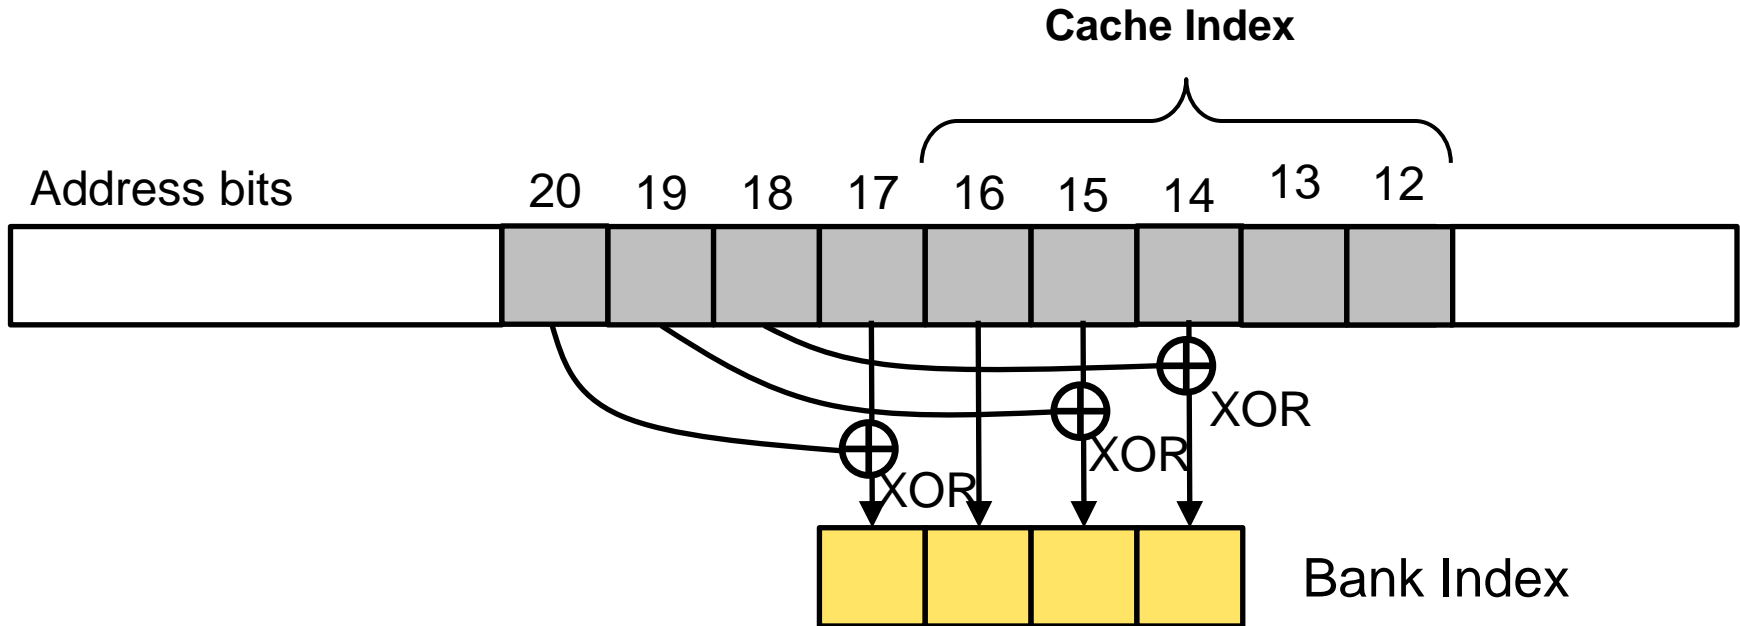 Cache Index
Address bits 20 19 18 17 16 15 14 13 12
XOR
XOR
XOR
Bank Index